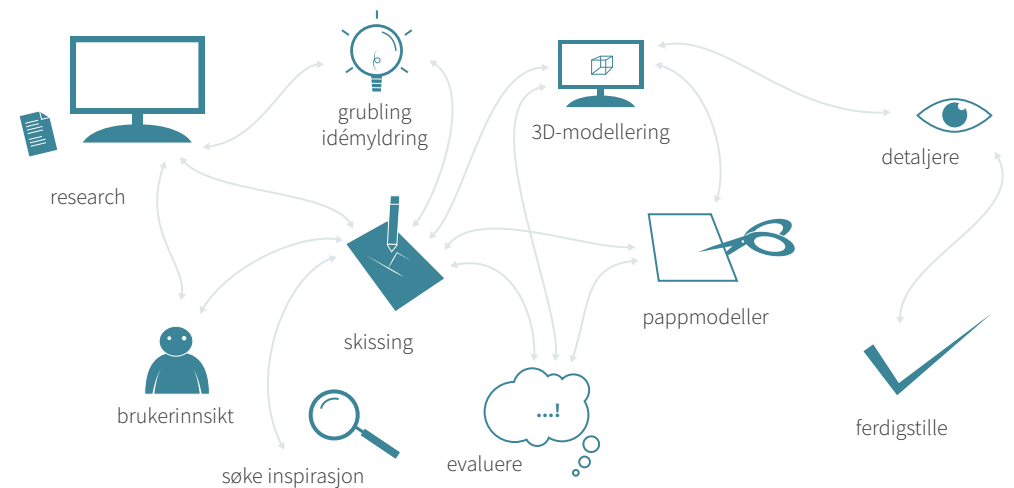 grubling
idémyldring
3D-modellering
detaljere
research
skissing
pappmodeller
brukerinnsikt
...!
søke inspirasjon
evaluere
ferdigstille